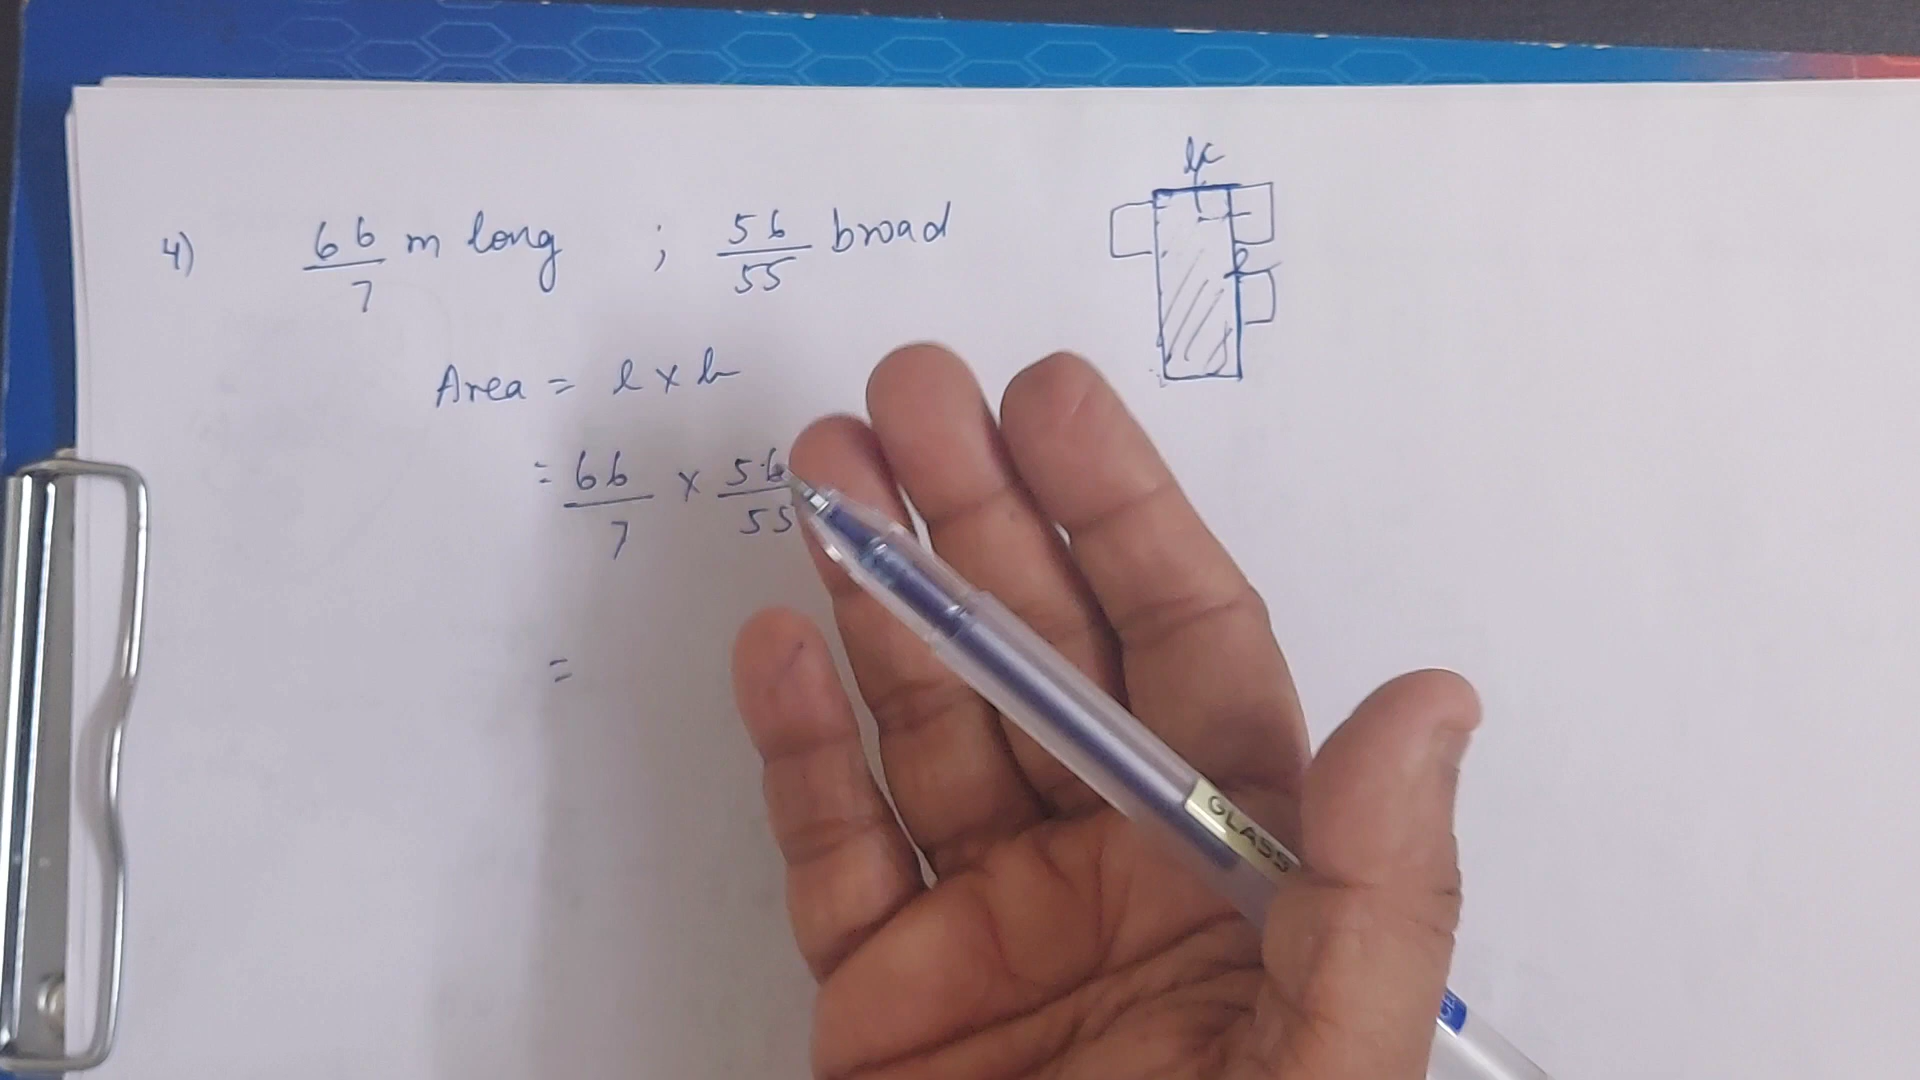 4) 66/7 m long ; 56/55 broad
Area = l x b
= 66/7 x 56/55
=
GLASS